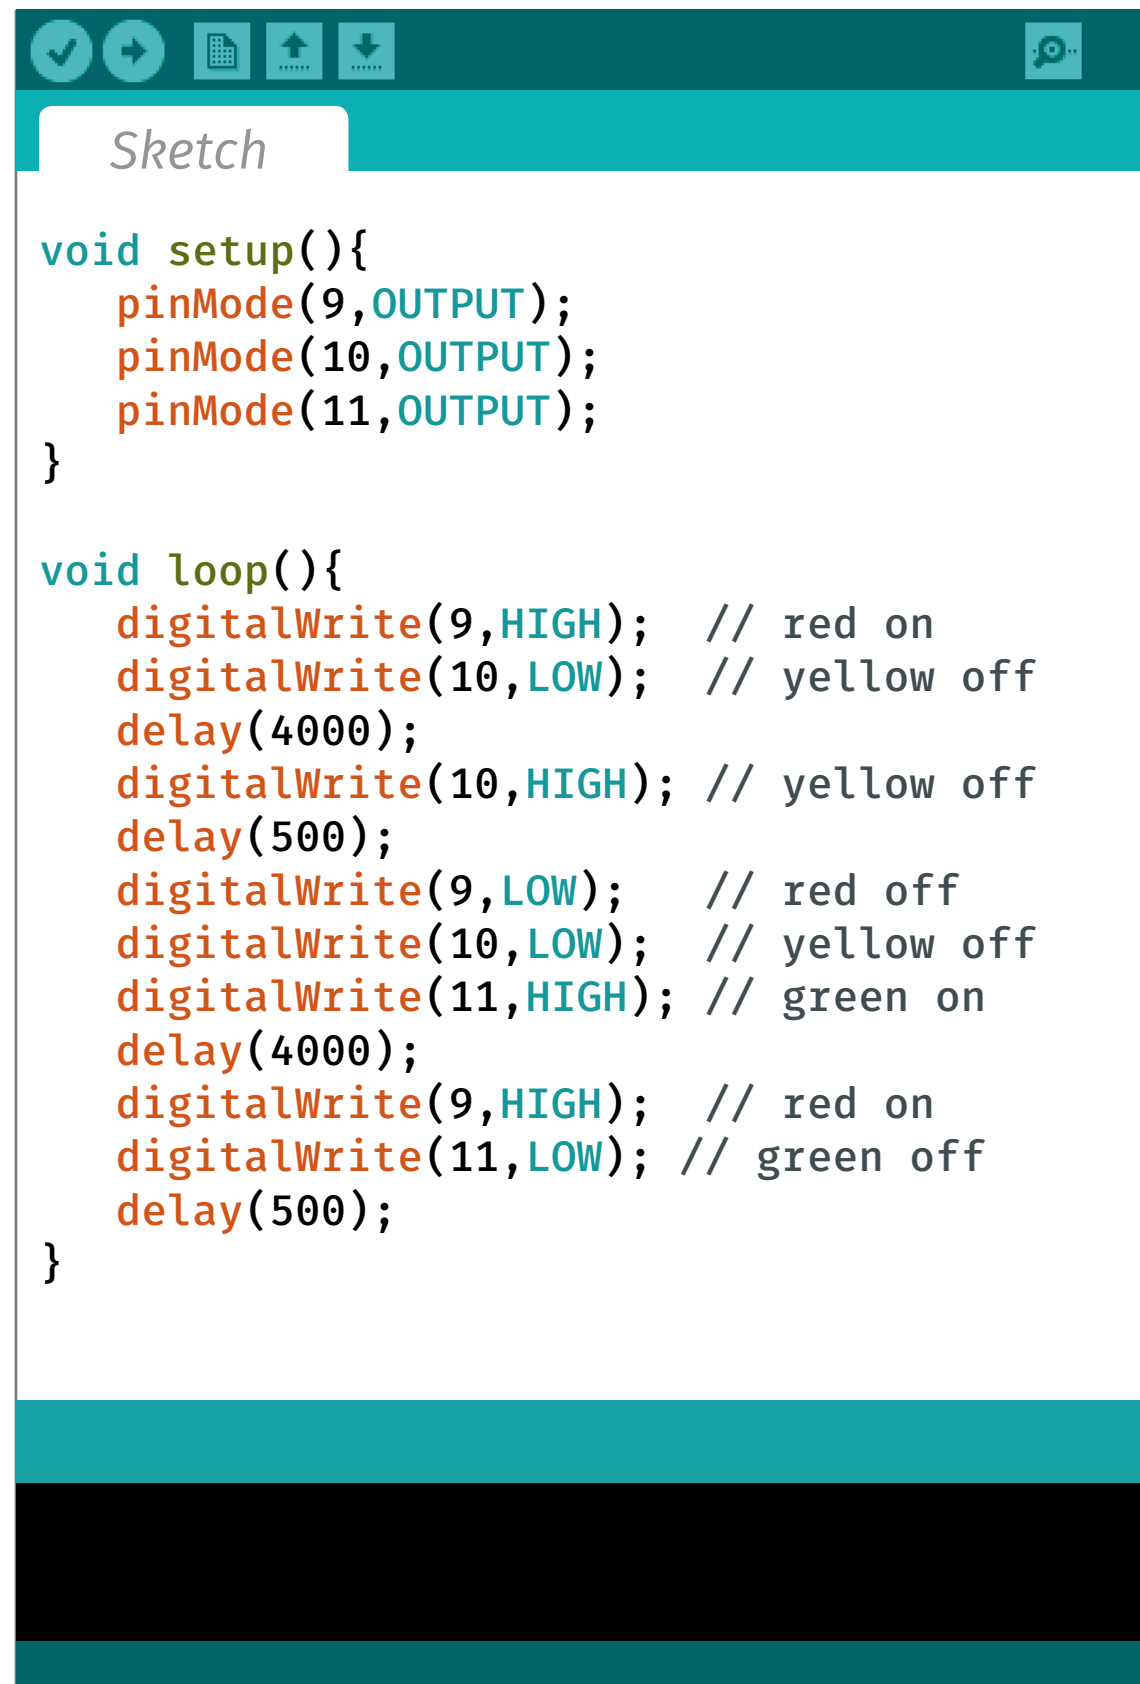 Sketch
void setup(){
   pinMode(9,OUTPUT);
   pinMode(10,OUTPUT);
   pinMode(11,OUTPUT);
}
void loop(){
   digitalWrite(9,HIGH);  // red on
   digitalWrite(10,LOW);  // yellow off
   delay(4000);
   digitalWrite(10,HIGH); // yellow off
   delay(500);
   digitalWrite(9,LOW);   // red off
   digitalWrite(10,LOW);  // yellow off
   digitalWrite(11,HIGH); // green on
   delay(4000);
   digitalWrite(9,HIGH);  // red on
   digitalWrite(11,LOW); // green off
   delay(500);
}